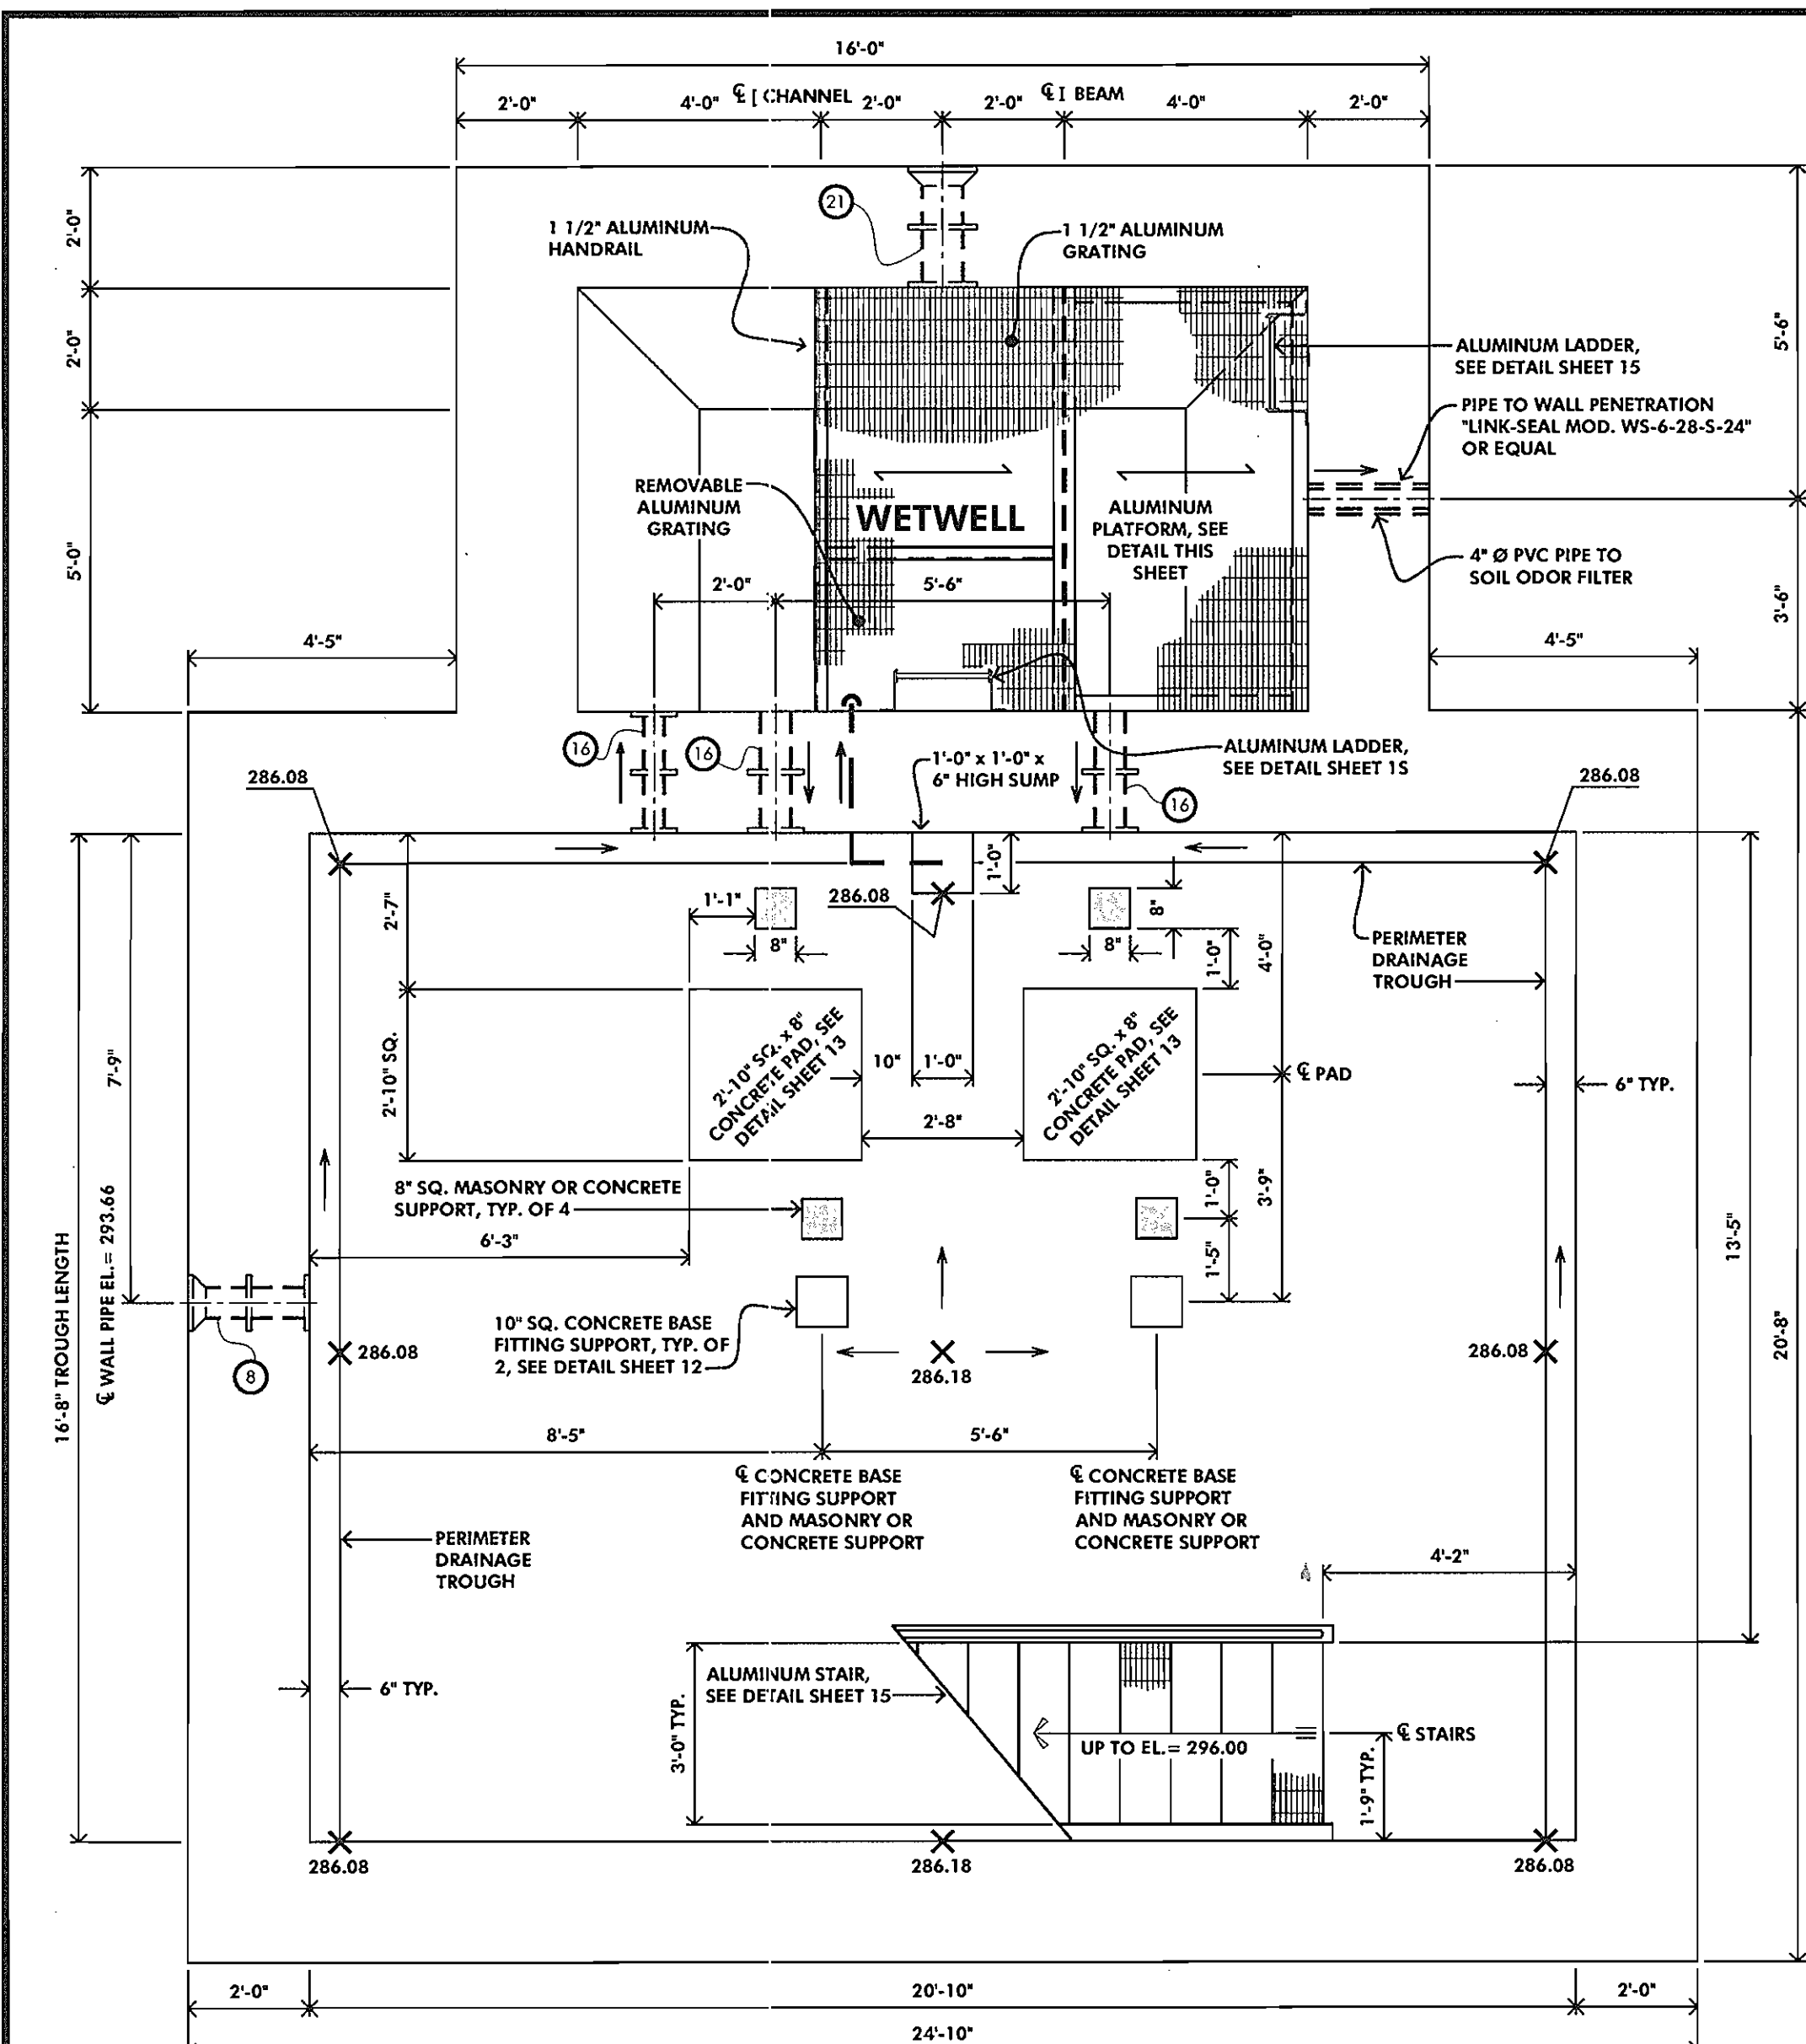 16'-0"
2'-0"
4'-0"
℄ [ CHANNEL
2'-0"
2'-0"
℄ I BEAM
4'-0"
2'-0"
2'-0"
21
1 1/2" ALUMINUM
HANDRAIL
1 1/2" ALUMINUM
GRATING
5'-6"
2'-0"
ALUMINUM LADDER,
SEE DETAIL SHEET 15
PIPE TO WALL PENETRATION
"LINK-SEAL MOD. WS-6-28-S-24"
OR EQUAL
REMOVABLE
ALUMINUM
GRATING
WETWELL
ALUMINUM
PLATFORM, SEE
DETAIL THIS
SHEET
4" Ø PVC PIPE TO
SOIL ODOR FILTER
5'-0"
2'-0"
5'-6"
3'-6"
4'-5"
4'-5"
16
16
16
ALUMINUM LADDER,
SEE DETAIL SHEET 15
1'-0" x 1'-0" x
6" HIGH SUMP
286.08
286.08
1'-0"
2'-7"
1'-1"
286.08
8"
8"
8"
1'-0"
4'-0"
PERIMETER
DRAINAGE
TROUGH
2'-10" SQ. x 8"
CONCRETE PAD, SEE
DETAIL SHEET 13
2'-10" SQ. x 8"
CONCRETE PAD, SEE
DETAIL SHEET 13
10"
1'-0"
℄ PAD
6" TYP.
2'-10" SQ.
7'-9"
2'-8"
8" SQ. MASONRY OR CONCRETE
SUPPORT, TYP. OF 4
1'-0"
3'-9"
6'-3"
1'-5"
13'-5"
16'-8" TROUGH LENGTH
℄ WALL PIPE EL.= 293.66
10" SQ. CONCRETE BASE
FITTING SUPPORT, TYP. OF
2, SEE DETAIL SHEET 12
20'-8"
8
286.08
286.18
286.08
8'-5"
5'-6"
℄ CONCRETE BASE
FITTING SUPPORT
AND MASONRY OR
CONCRETE SUPPORT
℄ CONCRETE BASE
FITTING SUPPORT
AND MASONRY OR
CONCRETE SUPPORT
PERIMETER
DRAINAGE
TROUGH
4'-2"
6" TYP.
ALUMINUM STAIR,
SEE DETAIL SHEET 15
3'-0" TYP.
℄ STAIRS
UP TO EL.= 296.00
1'-9" TYP.
286.08
286.18
286.08
2'-0"
20'-10"
2'-0"
24'-10"